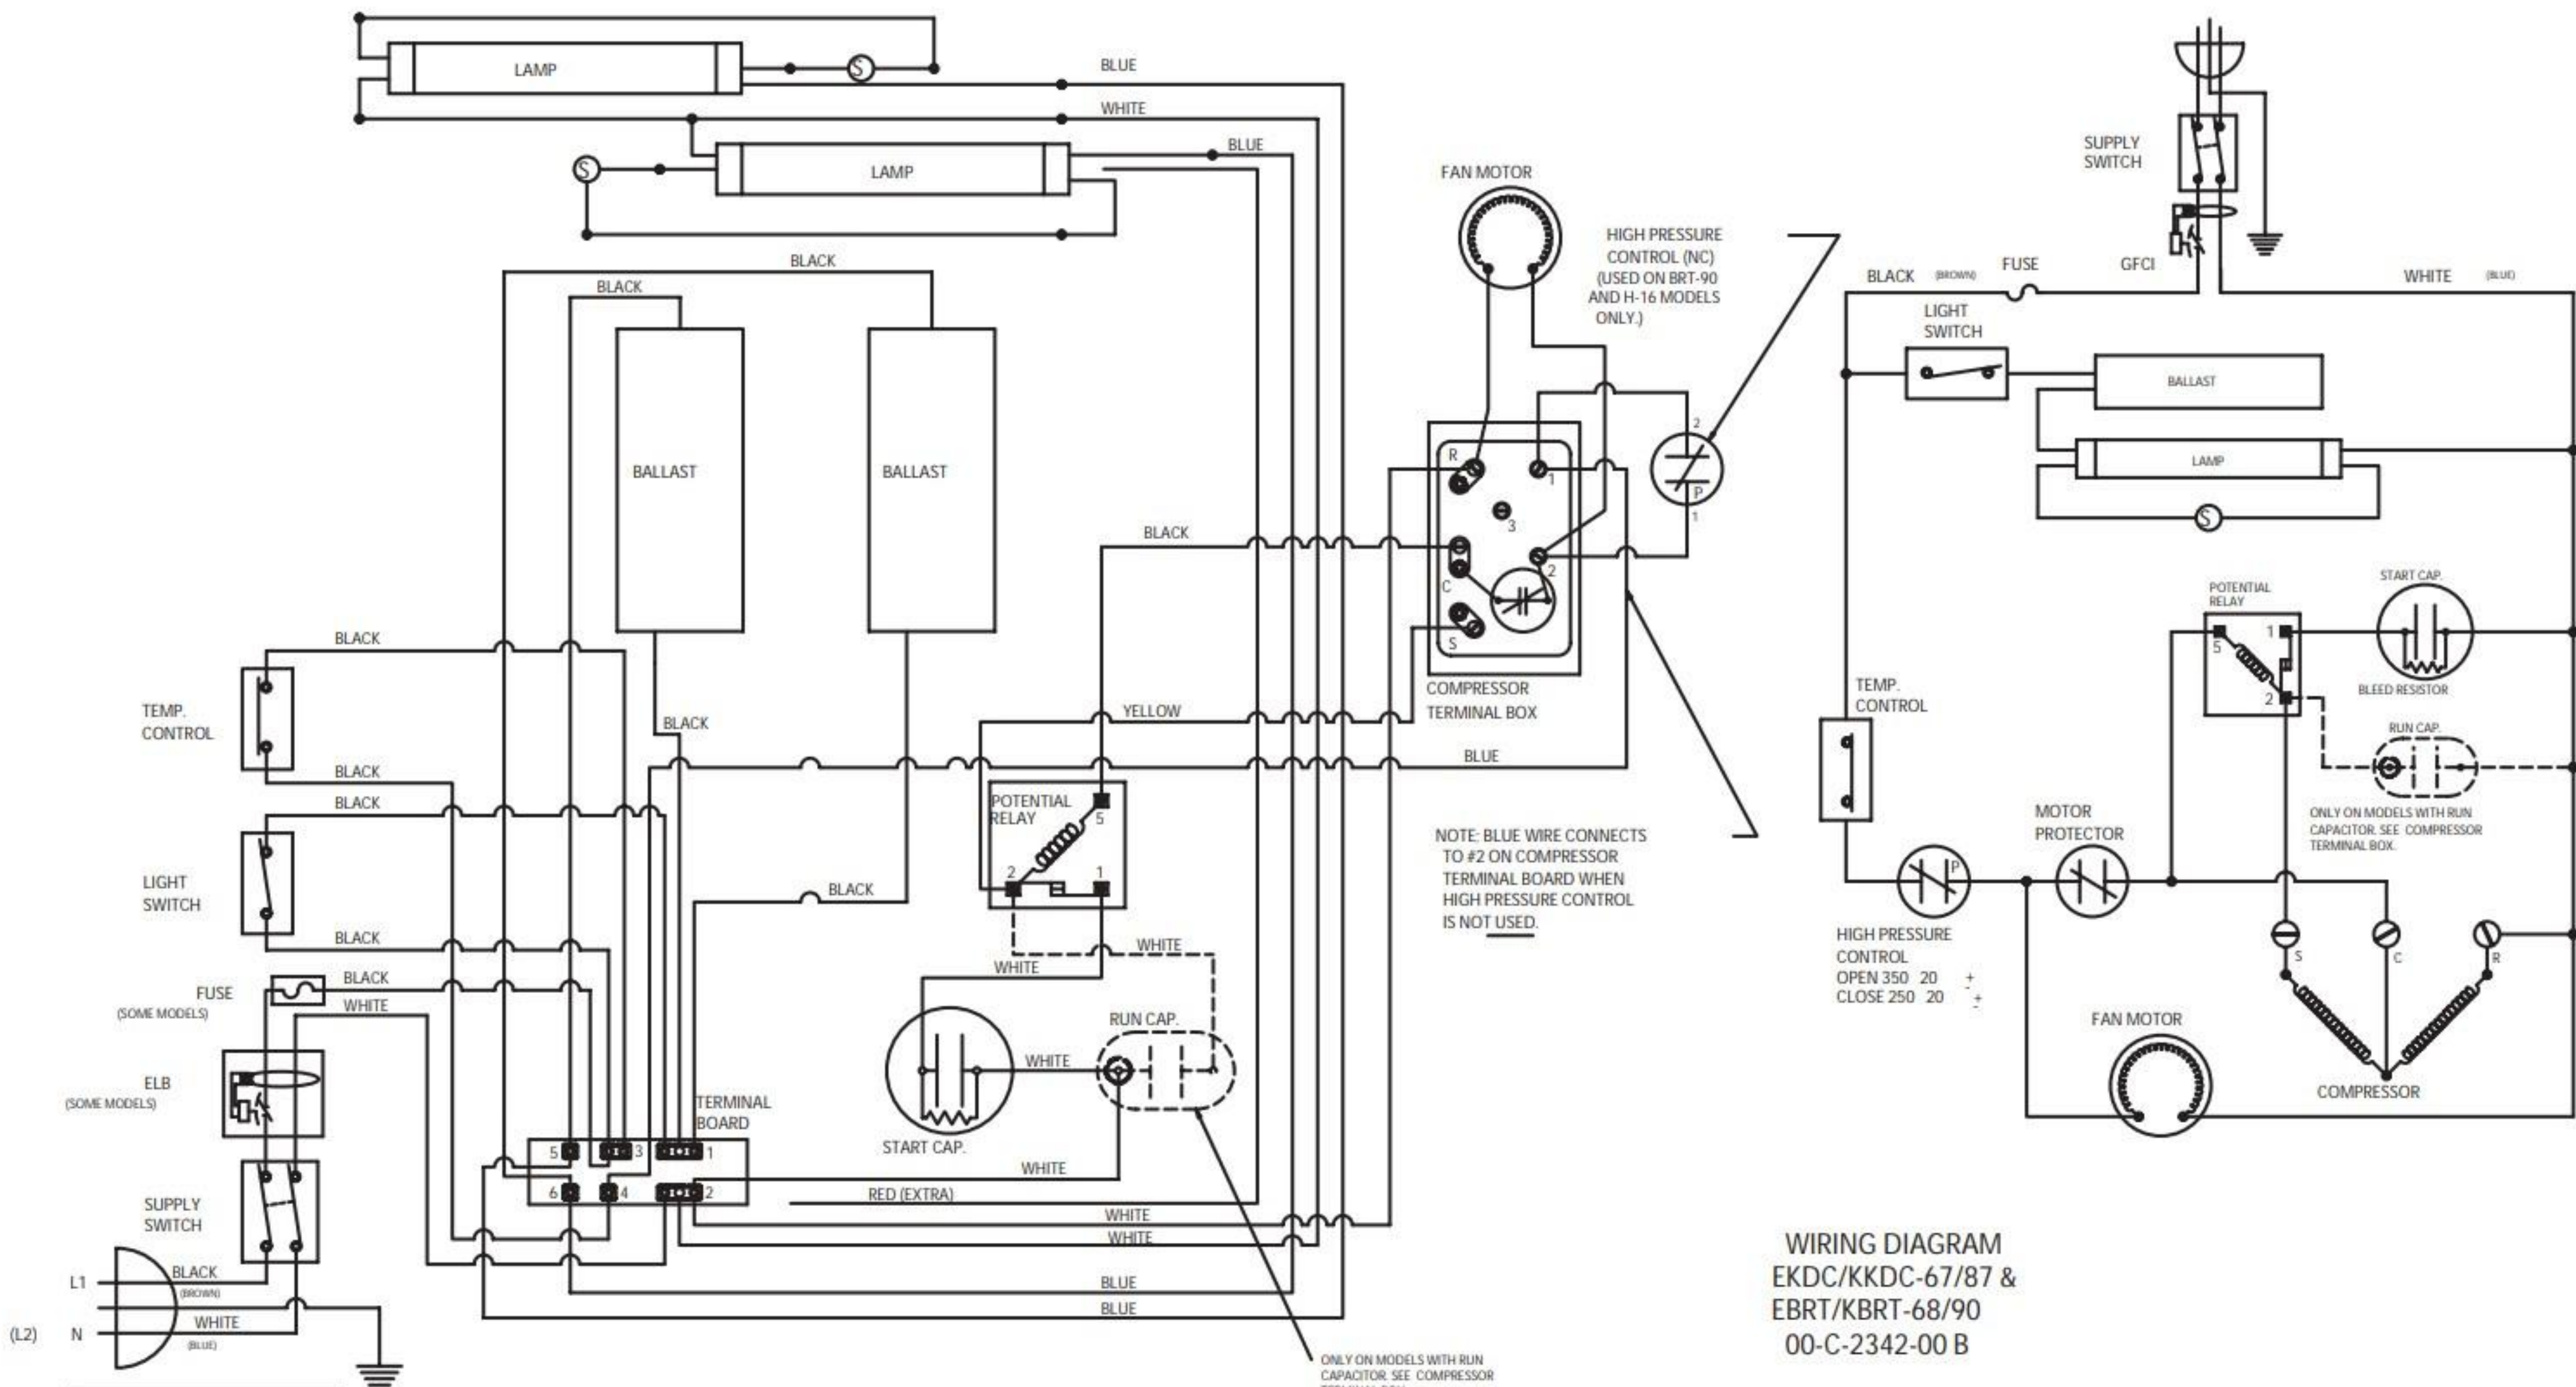 LAMP
BLUE
WHITE
LAMP
BLUE
S
S
BLACK
BLACK
BALLAST
BALLAST
FAN MOTOR
HIGH PRESSURE
CONTROL (NC)
(USED ON BRT-90
AND H-16 MODELS
ONLY.)
R
1
3
2
C
S
2
P
1
COMPRESSOR
TERMINAL BOX
BLACK
YELLOW
BLUE
BLACK
TEMP.
CONTROL
BLACK
BLACK
BLACK
LIGHT
SWITCH
BLACK
BLACK
FUSE
(SOME MODELS)
BLACK
WHITE
ELB
(SOME MODELS)
SUPPLY
SWITCH
L1
BLACK
(BROWN)
(L2) N
WHITE
(BLUE)
POTENTIAL
RELAY
5
2
1
WHITE
WHITE
START CAP.
RUN CAP.
WHITE
TERMINAL
BOARD
5
3
1
6
4
2
WHITE
RED (EXTRA)
WHITE
WHITE
BLUE
BLUE
NOTE: BLUE WIRE CONNECTS
TO #2 ON COMPRESSOR
TERMINAL BOARD WHEN
HIGH PRESSURE CONTROL
IS NOT USED.
ONLY ON MODELS WITH RUN
CAPACITOR. SEE COMPRESSOR
SUPPLY
SWITCH
BLACK (BROWN)
FUSE
GFCI
WHITE (BLUE)
LIGHT
SWITCH
BALLAST
LAMP
S
POTENTIAL
RELAY
5
1
2
START CAP.
BLEED RESISTOR
RUN CAP.
ONLY ON MODELS WITH RUN
CAPACITOR. SEE COMPRESSOR
TERMINAL BOX.
TEMP.
CONTROL
MOTOR
PROTECTOR
P
HIGH PRESSURE
CONTROL
OPEN 350 20 ±
CLOSE 250 20 ±
S
C
R
FAN MOTOR
COMPRESSOR
WIRING DIAGRAM
EKDC/KKDC-67/87 &
EBRT/KBRT-68/90
00-C-2342-00 B